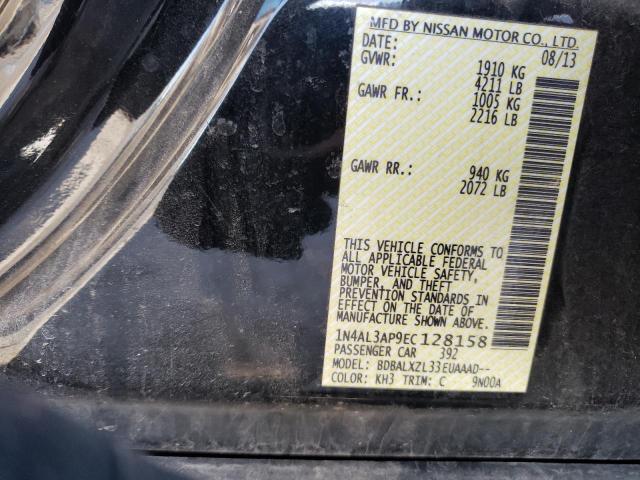 MFD BY NISSAN MOTOR CO., LTD.
DATE: 08/13
GVWR: 1910 KG
4211 LB
GAWR FR.: 1005 KG
2216 LB
GAWR RR.: 940 KG
2072 LB
THIS VEHICLE CONFORMS TO
ALL APPLICABLE FEDERAL
MOTOR VEHICLE SAFETY,
BUMPER, AND THEFT
PREVENTION STANDARDS IN
EFFECT ON THE DATE OF
MANUFACTURE SHOWN ABOVE.
1N4AL3AP9EC128158
PASSENGER CAR 392
MODEL: BDBALXZL33EUAAAD--
COLOR: KH3 TRIM: C 9N00A